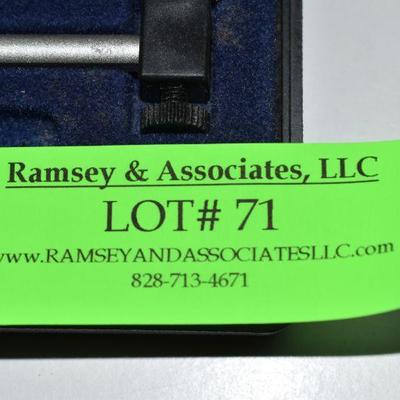 Ramsey & Associates, LLC
LOT# 71
www.RAMSEYANDASSOCIATESLLC.com
828-713-4671